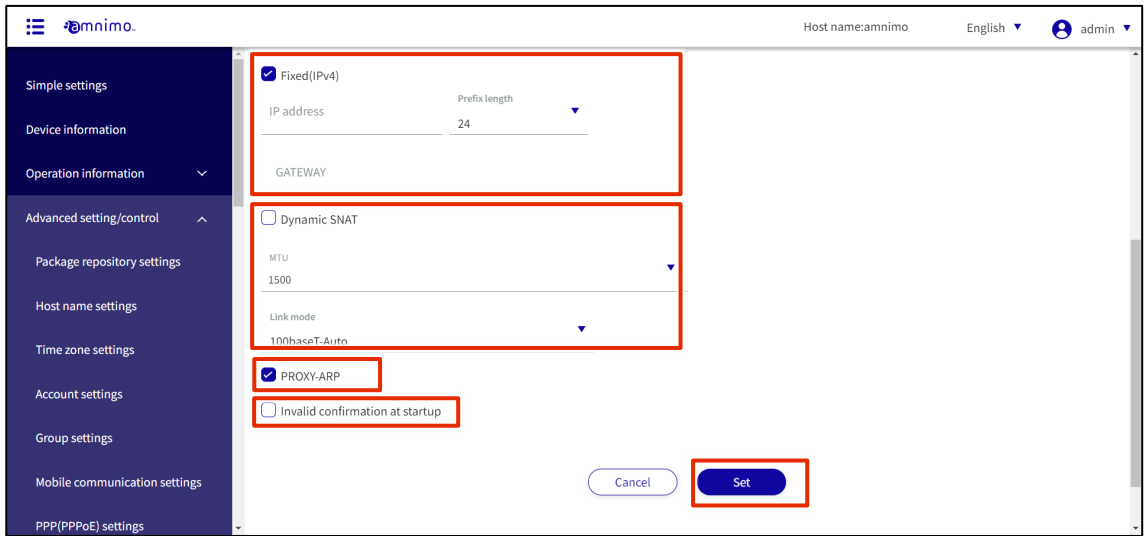 amnimo
Host name:amnimo
English
admin
Simple settings
Device information
Operation information
Advanced setting/control
Package repository settings
Host name settings
Time zone settings
Account settings
Group settings
Mobile communication settings
PPP(PPPoE) settings
Fixed(IPv4)
IP address
Prefix length
24
GATEWAY
Dynamic SNAT
MTU
1500
Link mode
100baseT-Auto
PROXY-ARP
Invalid confirmation at startup
Cancel
Set